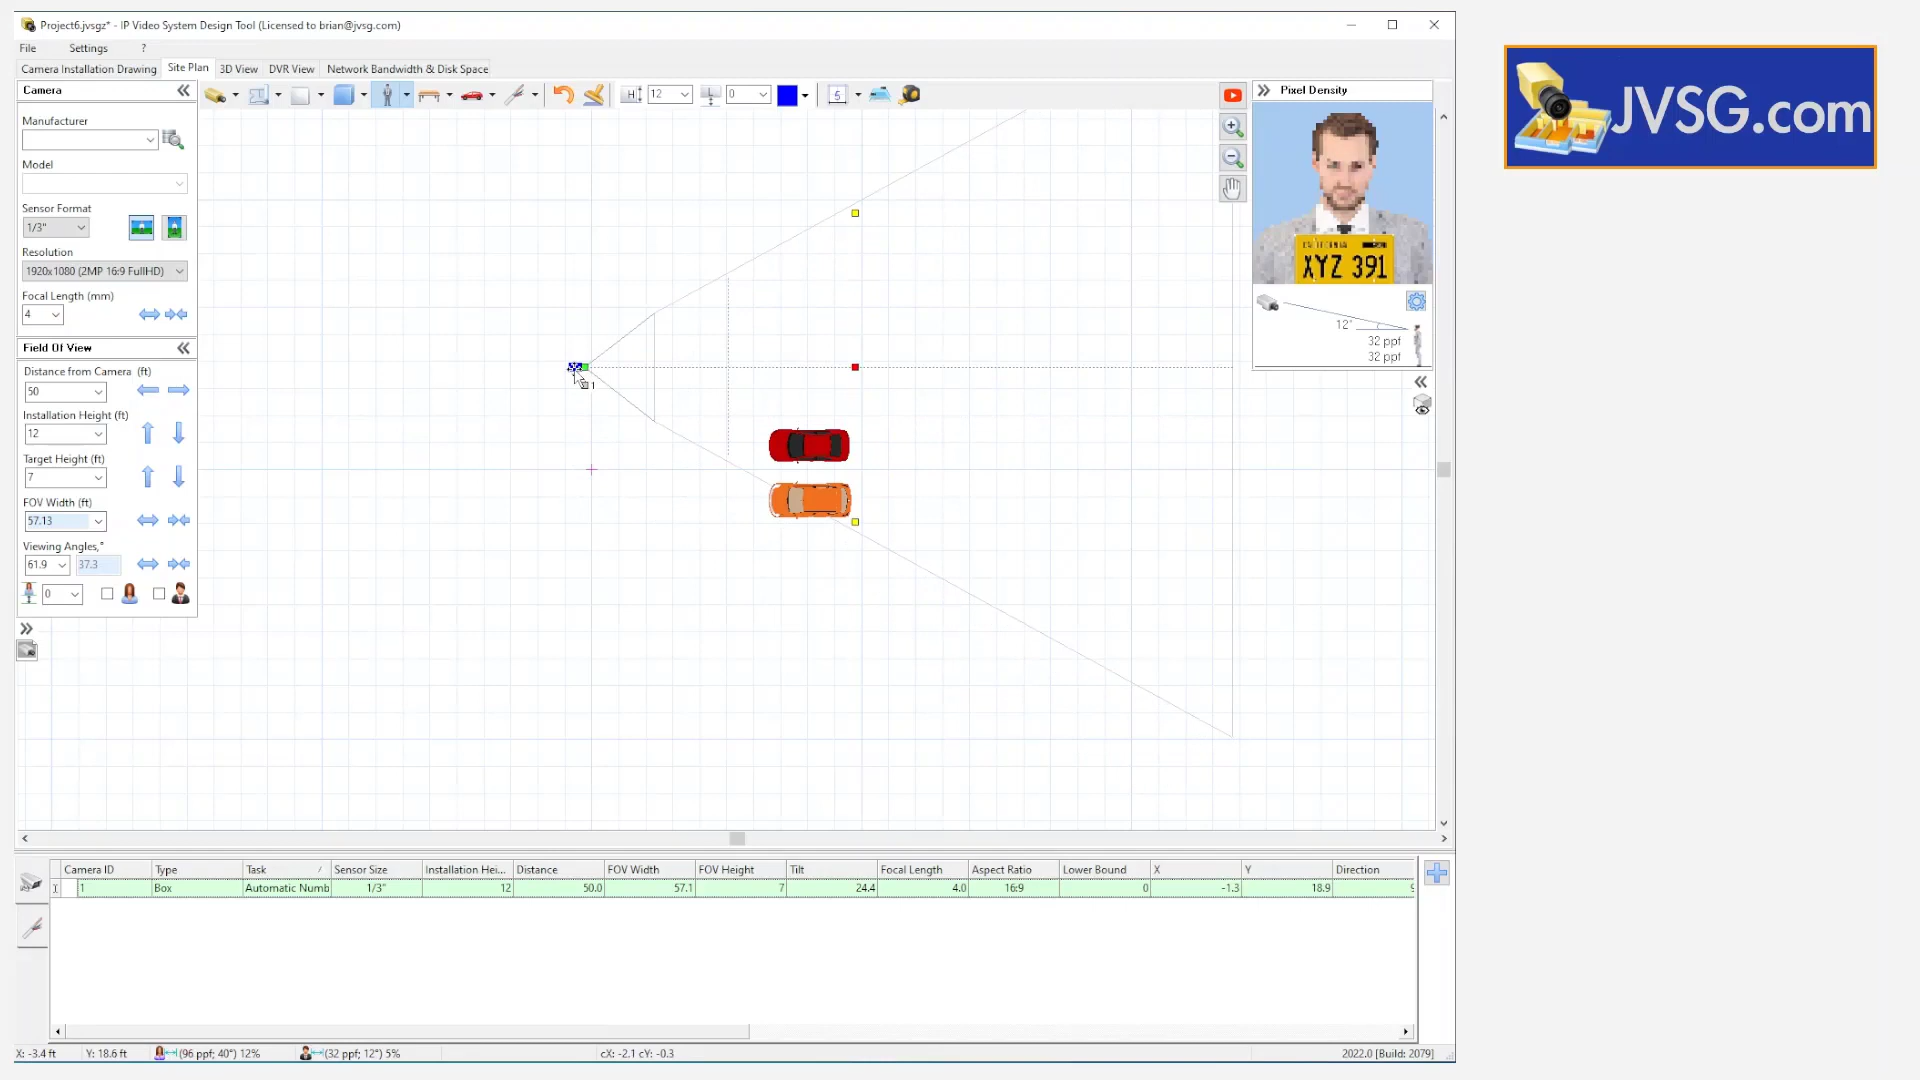 Project6.jvsgz* - IP Video System Design Tool (Licensed to brian@jvsg.com)
File Settings ?
Camera Installation Drawing Site Plan 3D View DVR View Network Bandwidth & Disk Space
Camera
Manufacturer
Model
Sensor Format
1/3"
Resolution
1920x1080 (2MP 16:9 FullHD)
Focal Length (mm)
4
Field Of View
Distance from Camera (ft)
50
Installation Height (ft)
12
Target Height (ft)
7
FOV Width (ft)
57.13
Viewing Angles,°
61.9 37.3
0
H 12 L 0 5
1
Pixel Density
CALIFORNIA
XYZ 391
12°
32 ppf
32 ppf
JVSG.com
Camera ID Type Task / Sensor Size Installation Hei... Distance FOV Width FOV Height Tilt Focal Length Aspect Ratio Lower Bound X Y Direction
1 Box Automatic Numb 1/3" 12 50.0 57.1 7 24.4 4.0 16:9 0 -1.3 18.9 9
X: -3.4 ft Y: 18.6 ft (96 ppf; 40°) 12% (32 ppf; 12°) 5% cX: -2.1 cY: -0.3 2022.0 [Build: 2079]